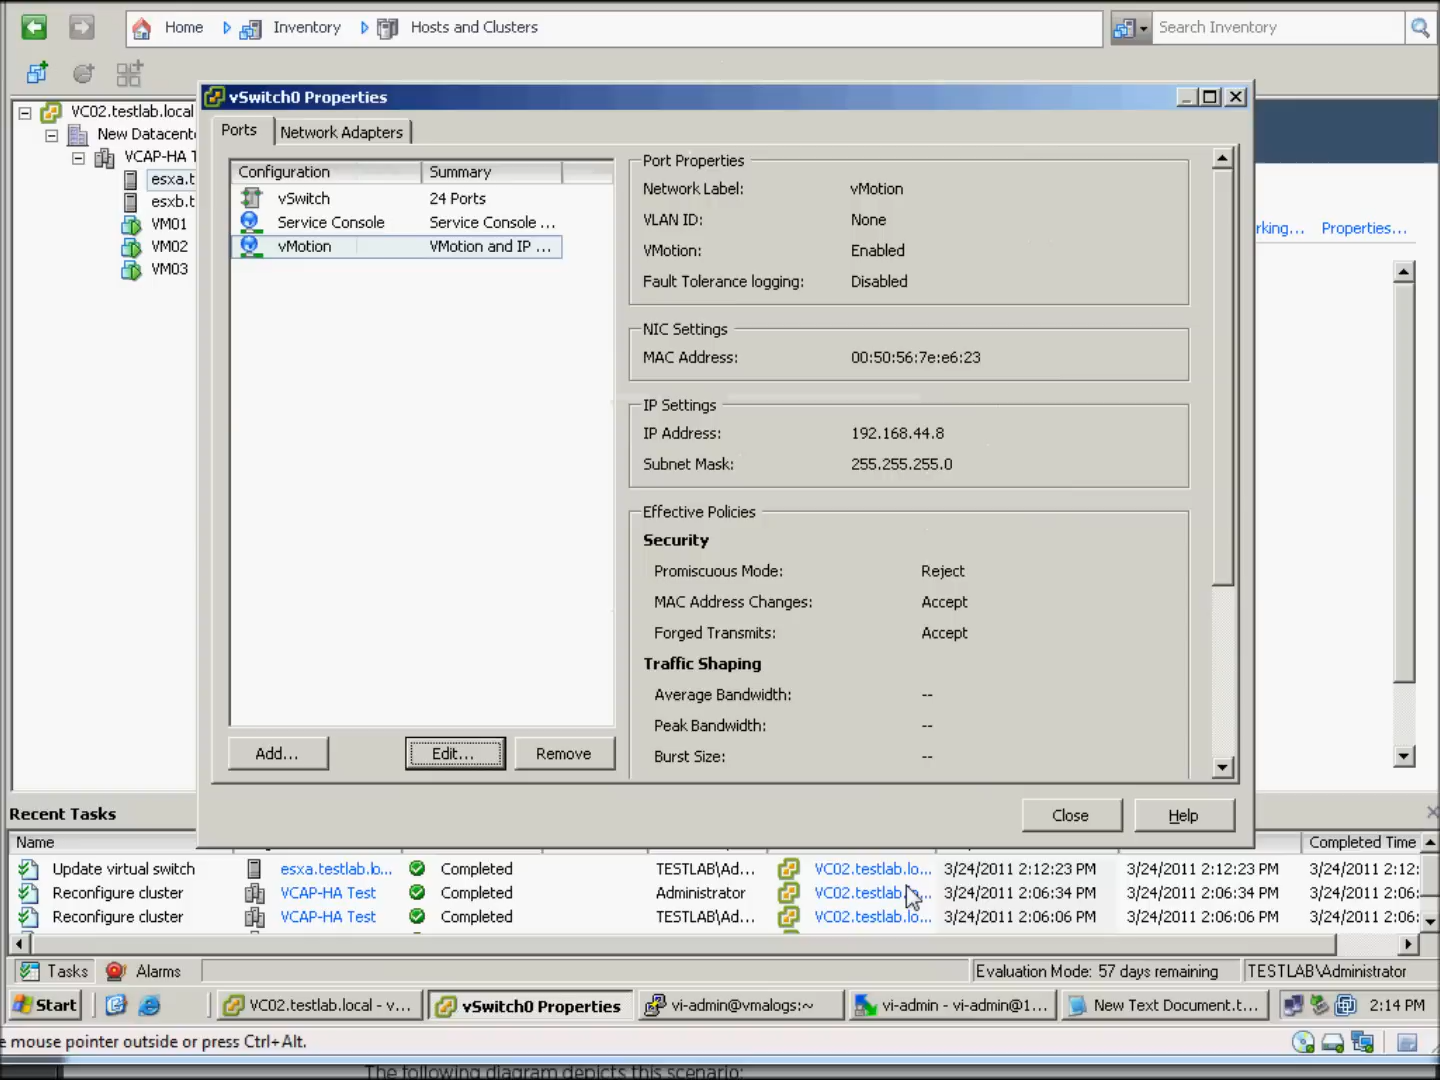 Home Inventory Hosts and Clusters Search Inventory
VC02.testlab.local
New Datacent
VCAP-HA T
esxa.t
esxb.t
VM01
VM02
VM03
vSwitch0 Properties
Ports Network Adapters
Configuration Summary
vSwitch 24 Ports
Service Console Service Console ...
vMotion VMotion and IP ...
Add... Edit... Remove
Port Properties
Network Label: vMotion
VLAN ID: None
VMotion: Enabled
Fault Tolerance logging: Disabled
NIC Settings
MAC Address: 00:50:56:7e:e6:23
IP Settings
IP Address: 192.168.44.8
Subnet Mask: 255.255.255.0
Effective Policies
Security
Promiscuous Mode: Reject
MAC Address Changes: Accept
Forged Transmits: Accept
Traffic Shaping
Average Bandwidth: --
Peak Bandwidth: --
Burst Size: --
Close Help
rking... Properties...
Recent Tasks
Name Completed Time
Update virtual switch esxa.testlab.lo... Completed TESTLAB\Ad... VC02.testlab.lo... 3/24/2011 2:12:23 PM 3/24/2011 2:12:23 PM 3/24/2011 2:12:
Reconfigure cluster VCAP-HA Test Completed Administrator VC02.testlab.lo... 3/24/2011 2:06:34 PM 3/24/2011 2:06:34 PM 3/24/2011 2:06:
Reconfigure cluster VCAP-HA Test Completed TESTLAB\Ad... VC02.testlab.lo... 3/24/2011 2:06:06 PM 3/24/2011 2:06:06 PM 3/24/2011 2:06:
Tasks Alarms Evaluation Mode: 57 days remaining TESTLAB\Administrator
Start VC02.testlab.local - v... vSwitch0 Properties vi-admin@vmalogs:~ vi-admin - vi-admin@1... New Text Document.t... 2:14 PM
e mouse pointer outside or press Ctrl+Alt.
The following diagram depicts this scenario: